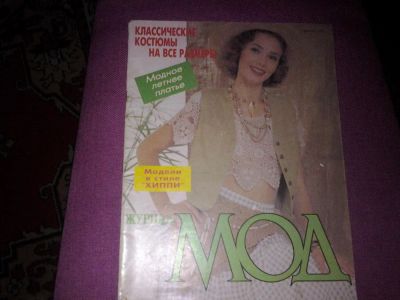 КЛАССИЧЕСКИЕ
КОСТЮМЫ
НА ВСЕ РАЗМЕРЫ
Модное
летнее
платье
Модели
в стиле
"ХИППИ"
ЖУРНАЛ
МОД